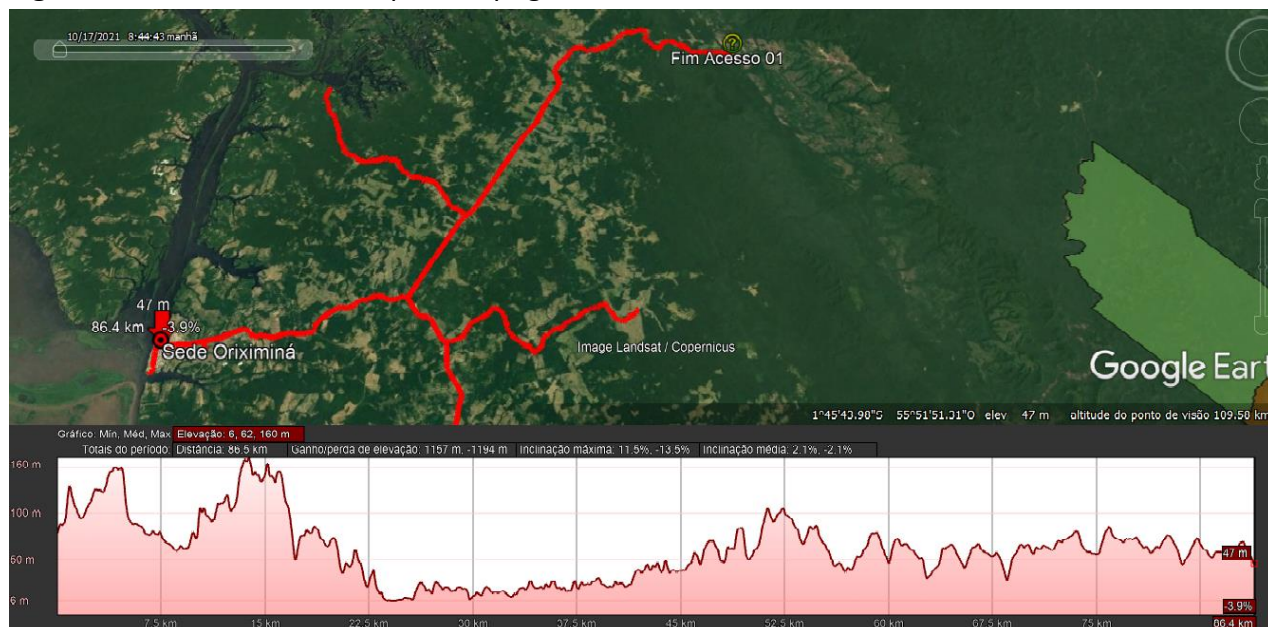 10/17/2021 8:44:43 manhã
Fim Acesso 01
47 m
86.4 km -3.9%
Sede Oriximiná
Image Landsat / Copernicus
Google Eart
elev 47 m altitude do ponto de visão 109.58 km
Gráfico: Mín, Méd, Max Elevação: 6, 62, 160 m
Totais do período: Distância: 86.5 km Ganho/perda de elevação: 1157 m, -1194 m Inclinação máxima: 11.5%, -13.5% Inclinação média: 2.1%, -2.1%
160 m
100 m
50 m
47 m
6 m
-3.9%
7.5 km 15 km 22.5 km 30 km 37.5 km 45 km 52.5 km 60 km 67.5 km 75 km 86.4 km